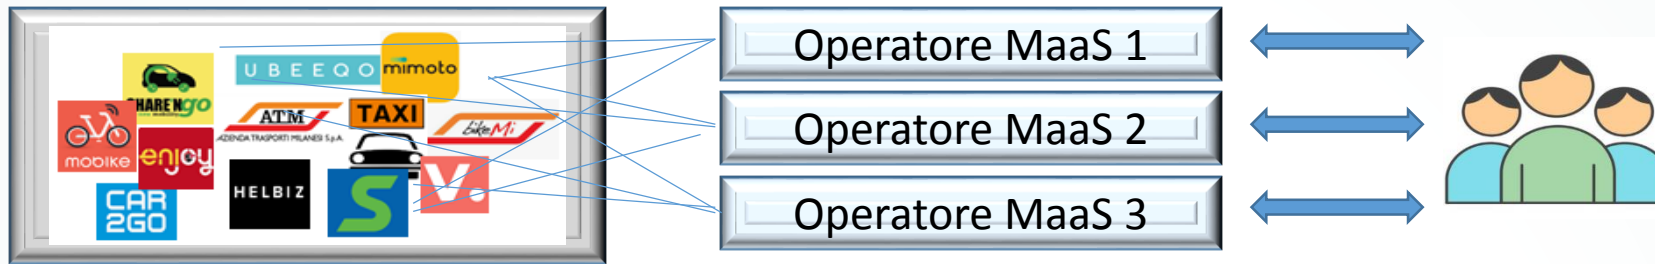 UBEEQO
mimoto
SHARE'NGO
TAXI
ATM
AZIENDA TRASPORTI MILANESI S.p.A.
bikeMi
mobike
enjoy
HELBIZ
S
V.
CAR
2GO
Operatore MaaS 1
Operatore MaaS 2
Operatore MaaS 3